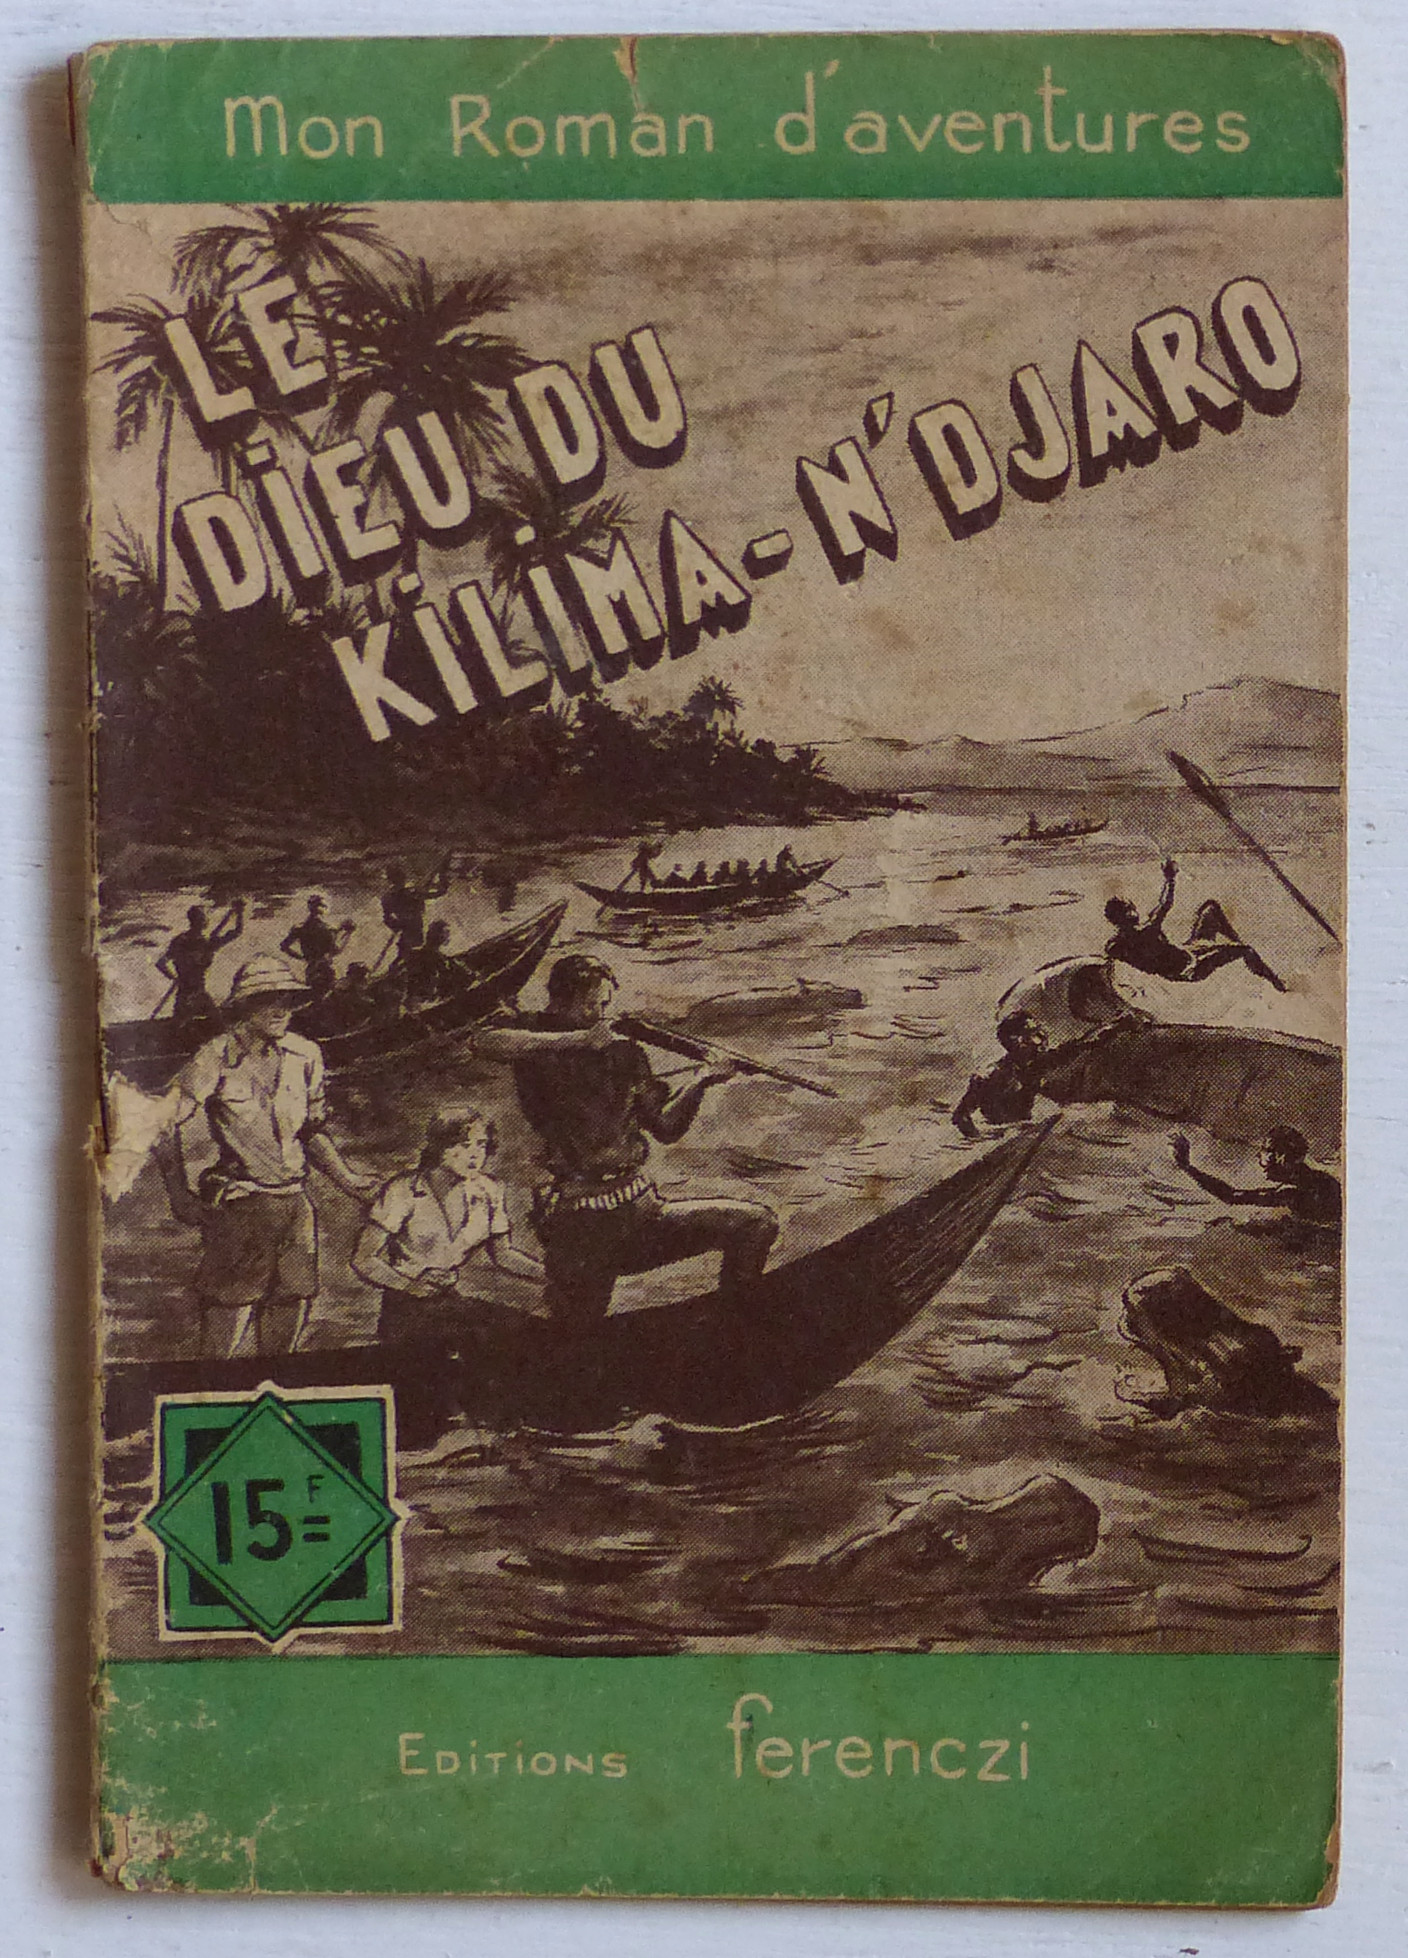 Mon Roman d'aventures
LE
DiEU DU
KiLiMA-N'DJARO
15F
Editions ferenczi